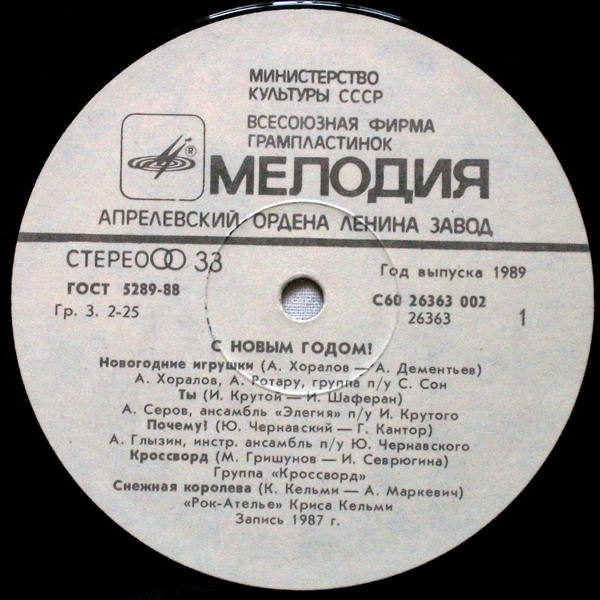 МИНИСТЕРСТВО
КУЛЬТУРЫ СССР
ВСЕСОЮЗНАЯ ФИРМА
ГРАМПЛАСТИНОК
®
МЕЛОДИЯ
АПРЕЛЕВСКИЙ ОРДЕНА ЛЕНИНА ЗАВОД
СТЕРЕО 33
Год выпуска 1989
ГОСТ 5289-88
С60 26363 002
Гр. 3. 2-25
26363
1
С НОВЫМ ГОДОМ!
Новогодние игрушки (А. Хоралов — А. Дементьев)
А. Хоралов, А. Ротару, группа п/у С. Сон
Ты (И. Крутой — И. Шаферан)
А. Серов, ансамбль «Элегия» п/у И. Крутого
Почему? (Ю. Чернавский — Г. Кантор)
А. Глызин, инстр. ансамбль п/у Ю. Чернавского
Кроссворд (М. Гришунов — И. Севрюгина)
Группа «Кроссворд»
Снежная королева (К. Кельми — А. Маркевич)
«Рок-Ателье» Криса Кельми
Запись 1987 г.